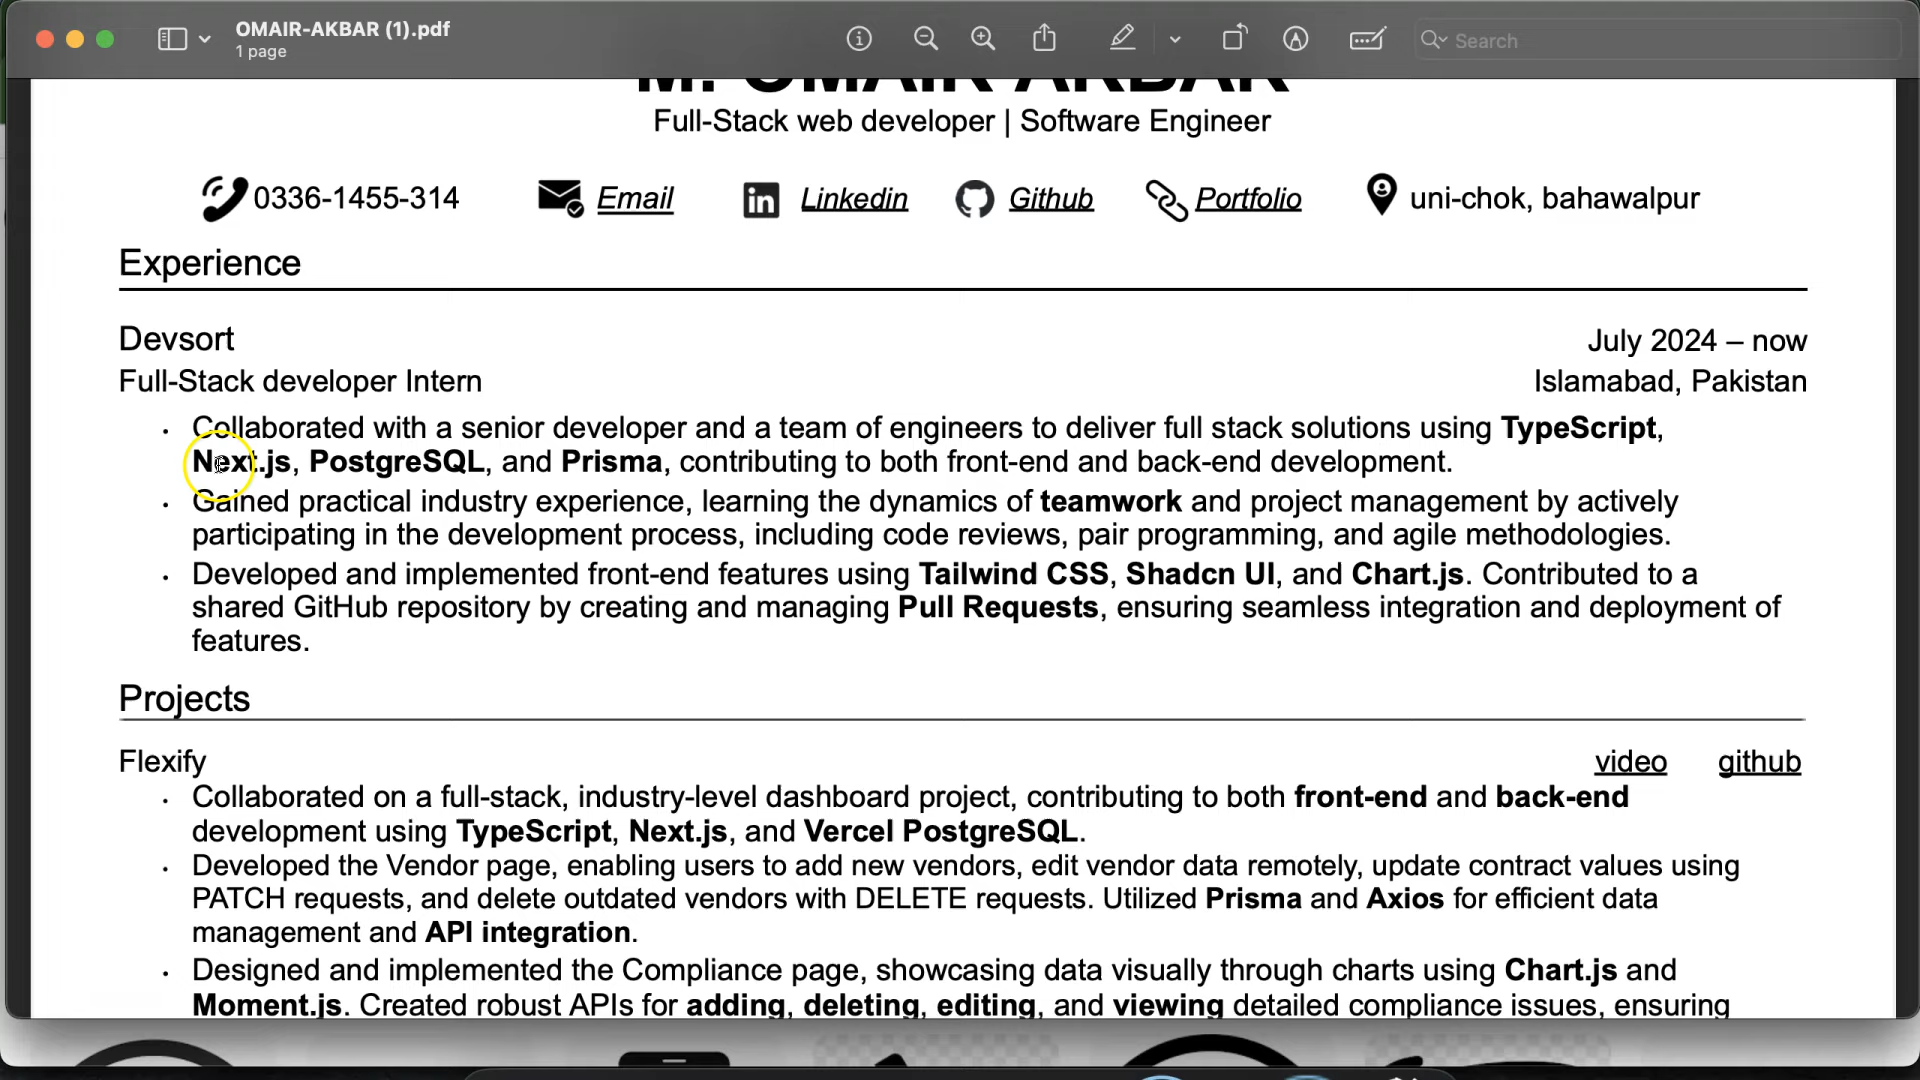 OMAIR-AKBAR (1).pdf
1 page
Search
M. OMAIR AKBAR
Full-Stack web developer | Software Engineer
0336-1455-314 Email Linkedin Github Portfolio uni-chok, bahawalpur
Experience
Devsort July 2024 – now
Full-Stack developer Intern Islamabad, Pakistan
Collaborated with a senior developer and a team of engineers to deliver full stack solutions using TypeScript,
Next.js, PostgreSQL, and Prisma, contributing to both front-end and back-end development.
Gained practical industry experience, learning the dynamics of teamwork and project management by actively
participating in the development process, including code reviews, pair programming, and agile methodologies.
Developed and implemented front-end features using Tailwind CSS, Shadcn UI, and Chart.js. Contributed to a
shared GitHub repository by creating and managing Pull Requests, ensuring seamless integration and deployment of
features.
Projects
Flexify video github
Collaborated on a full-stack, industry-level dashboard project, contributing to both front-end and back-end
development using TypeScript, Next.js, and Vercel PostgreSQL.
Developed the Vendor page, enabling users to add new vendors, edit vendor data remotely, update contract values using
PATCH requests, and delete outdated vendors with DELETE requests. Utilized Prisma and Axios for efficient data
management and API integration.
Designed and implemented the Compliance page, showcasing data visually through charts using Chart.js and
Moment.js. Created robust APIs for adding, deleting, editing, and viewing detailed compliance issues, ensuring